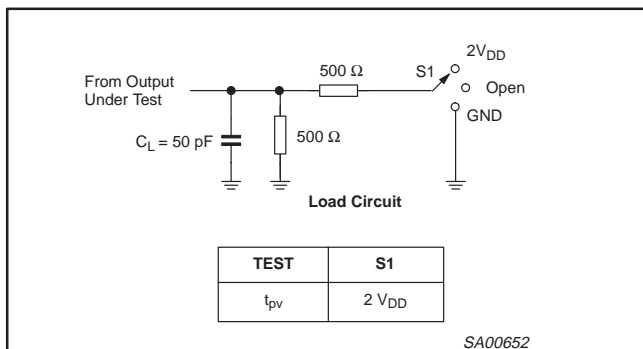 2V_DD
500 Ω
S1
From Output
Under Test
Open
GND
C_L = 50 pF
500 Ω
Load Circuit
TEST S1
t_pv 2 V_DD
SA00652